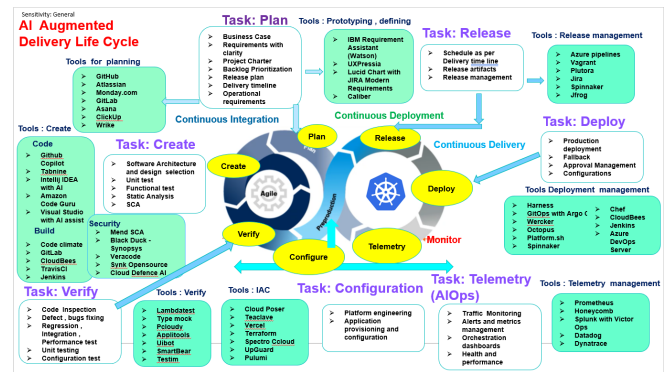 Sensitivity: General
AI Augmented
Delivery Life Cycle
Task: Plan
Business Case
Requirements with
clarity
Project Charter
Backlog Prioritization
Release plan
Delivery timeline
Operational
requirements
Tools : Prototyping , defining
IBM Requirement
Assistant
(Watson)
UXPressia
Lucid Chart with
JIRA Modern
Requirements
Caliber
Task: Release
Schedule as per
Delivery time line
Release artifacts
Release management
Tools : Release management
Azure pipelines
Vagrant
Plutora
Jira
Spinnaker
Jfrog
Tools for planning
GitHub
Atlassian
Monday.com
GitLab
Asana
ClickUp
Wrike
Continuous Integration
Continuous Deployment
Continuous Delivery
Plan
Release
Create
Agile
Deploy
Verify
Preproduction
Configure
Telemetry
+Monitor
Tools : Create
Code
Github
Copilot
Tabnine
Intellij IDEA
with AI
Amazon
Code Guru
Visual Studio
with AI assist
Build
Code climate
GitLab
CloudBees
TravisCI
Jenkins
Task: Create
Software Architecture
and design selection
Unit test
Functional test
Static Analysis
SCA
Security
Mend SCA
Black Duck -
Synopsys
Veracode
Synk Opensource
Cloud Defence AI
Task: Deploy
Production
deployment
Fallback
Approval Management
Configurations
Tools Deployment management
Harness
GitOps with Argo C
Wercker
Octopus
Platform.sh
Spinnaker
Chef
CloudBees
Jenkins
Azure
DevOps
Server
Task: Verify
Code Inspection
Defect , bugs fixing
Regression ,
Integration ,
Performance test
Unit testing
Configuration test
Tools : Verify
Lambdatest
Type mock
Pcloudy
Applitools
Uibot
SmartBear
Testim
Tools : IAC
Cloud Poser
Teaclave
Vercel
Terraform
Spectro Ccloud
UpGuard
Pulumi
Task: Configuration
Platform engineering
Application
provisioning and
configuration
Task: Telemetry
(AIOps)
Traffic Monitoring
Alerts and metrics
management
Orchestration
dashboards
Health and
performance
Tools : Telemetry management
Prometheus
Honeycomb
Splunk with Victor
Ops
Datadog
Dynatrace